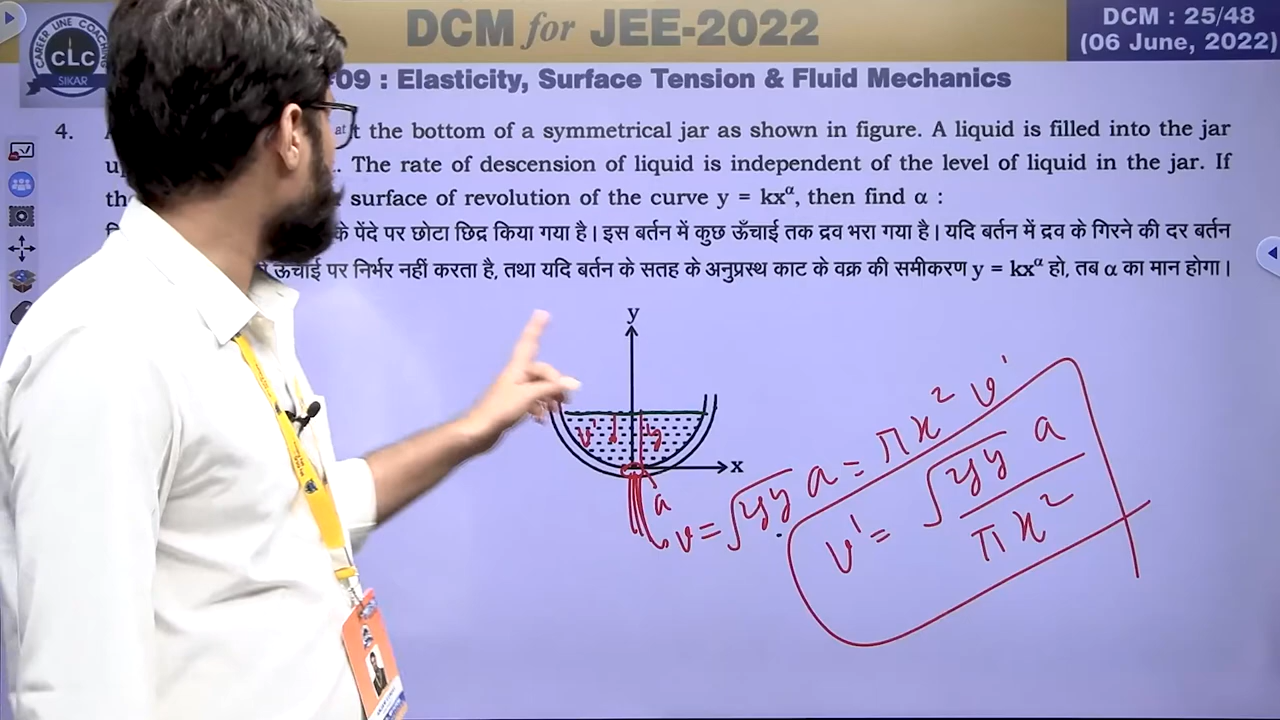 DCM for JEE-2022
DCM : 25/48
(06 June, 2022)
CAREER LINE COACHING
CLC
SIKAR
09 : Elasticity, Surface Tension & Fluid Mechanics
4. at the bottom of a symmetrical jar as shown in figure. A liquid is filled into the jar
The rate of descension of liquid is independent of the level of liquid in the jar. If
surface of revolution of the curve y = kx^α, then find α :
के पेंदे पर छोटा छिद्र किया गया है। इस बर्तन में कुछ ऊँचाई तक द्रव भरा गया है। यदि बर्तन में द्रव के गिरने की दर बर्तन
ऊंचाई पर निर्भर नहीं करता है, तथा यदि बर्तन के सतह के अनुप्रस्थ काट के वक्र की समीकरण y = kx^α हो, तब α का मान होगा।
y
v' y
x
a
v = √2gy a = πx² v'
v' = √2gy a
πx²